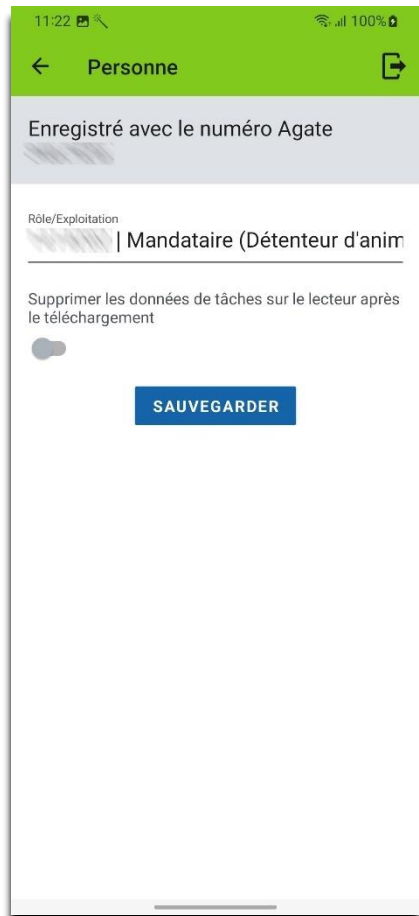 11:22 100%
Personne
Enregistré avec le numéro Agate
Rôle/Exploitation
| Mandataire (Détenteur d'anim
Supprimer les données de tâches sur le lecteur après
le téléchargement
SAUVEGARDER